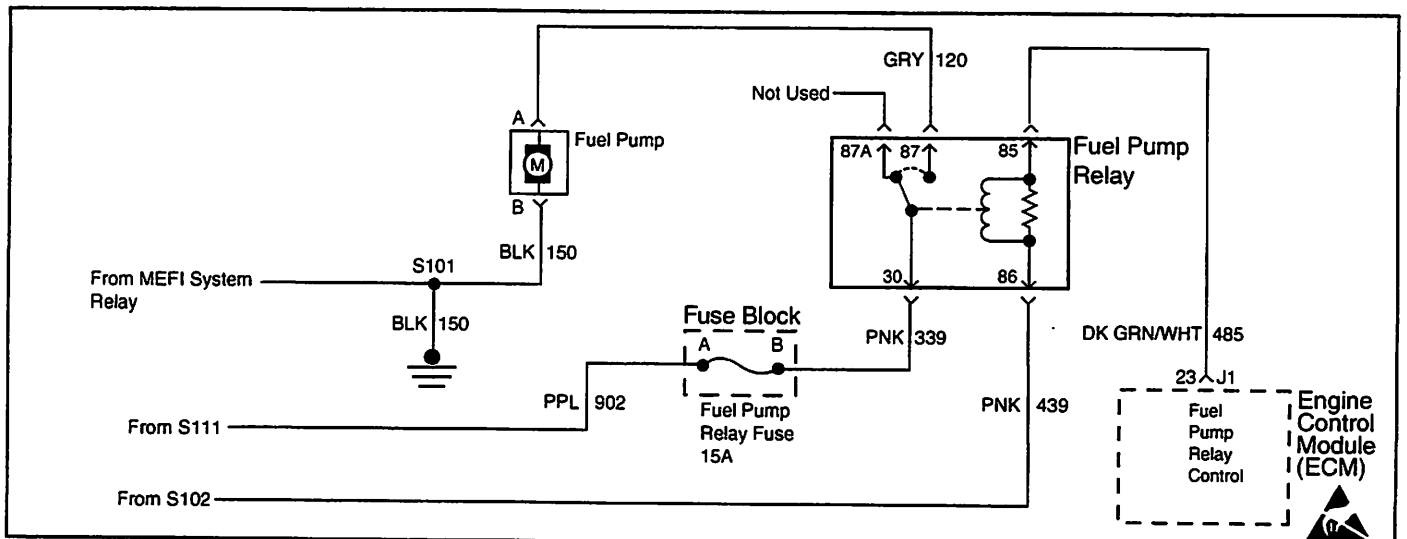 GRY 120
Not Used
A
Fuel Pump
M
B
BLK 150
87A 87 85
Fuel Pump
Relay
30 86
From MEFI System
Relay
S101
BLK 150
Fuse Block
A B
PNK 339
DK GRN/WHT 485
PPL 902
Fuel Pump
Relay Fuse
15A
PNK 439
23 J1
Fuel
Pump
Relay
Control
Engine
Control
Module
(ECM)
From S111
From S102